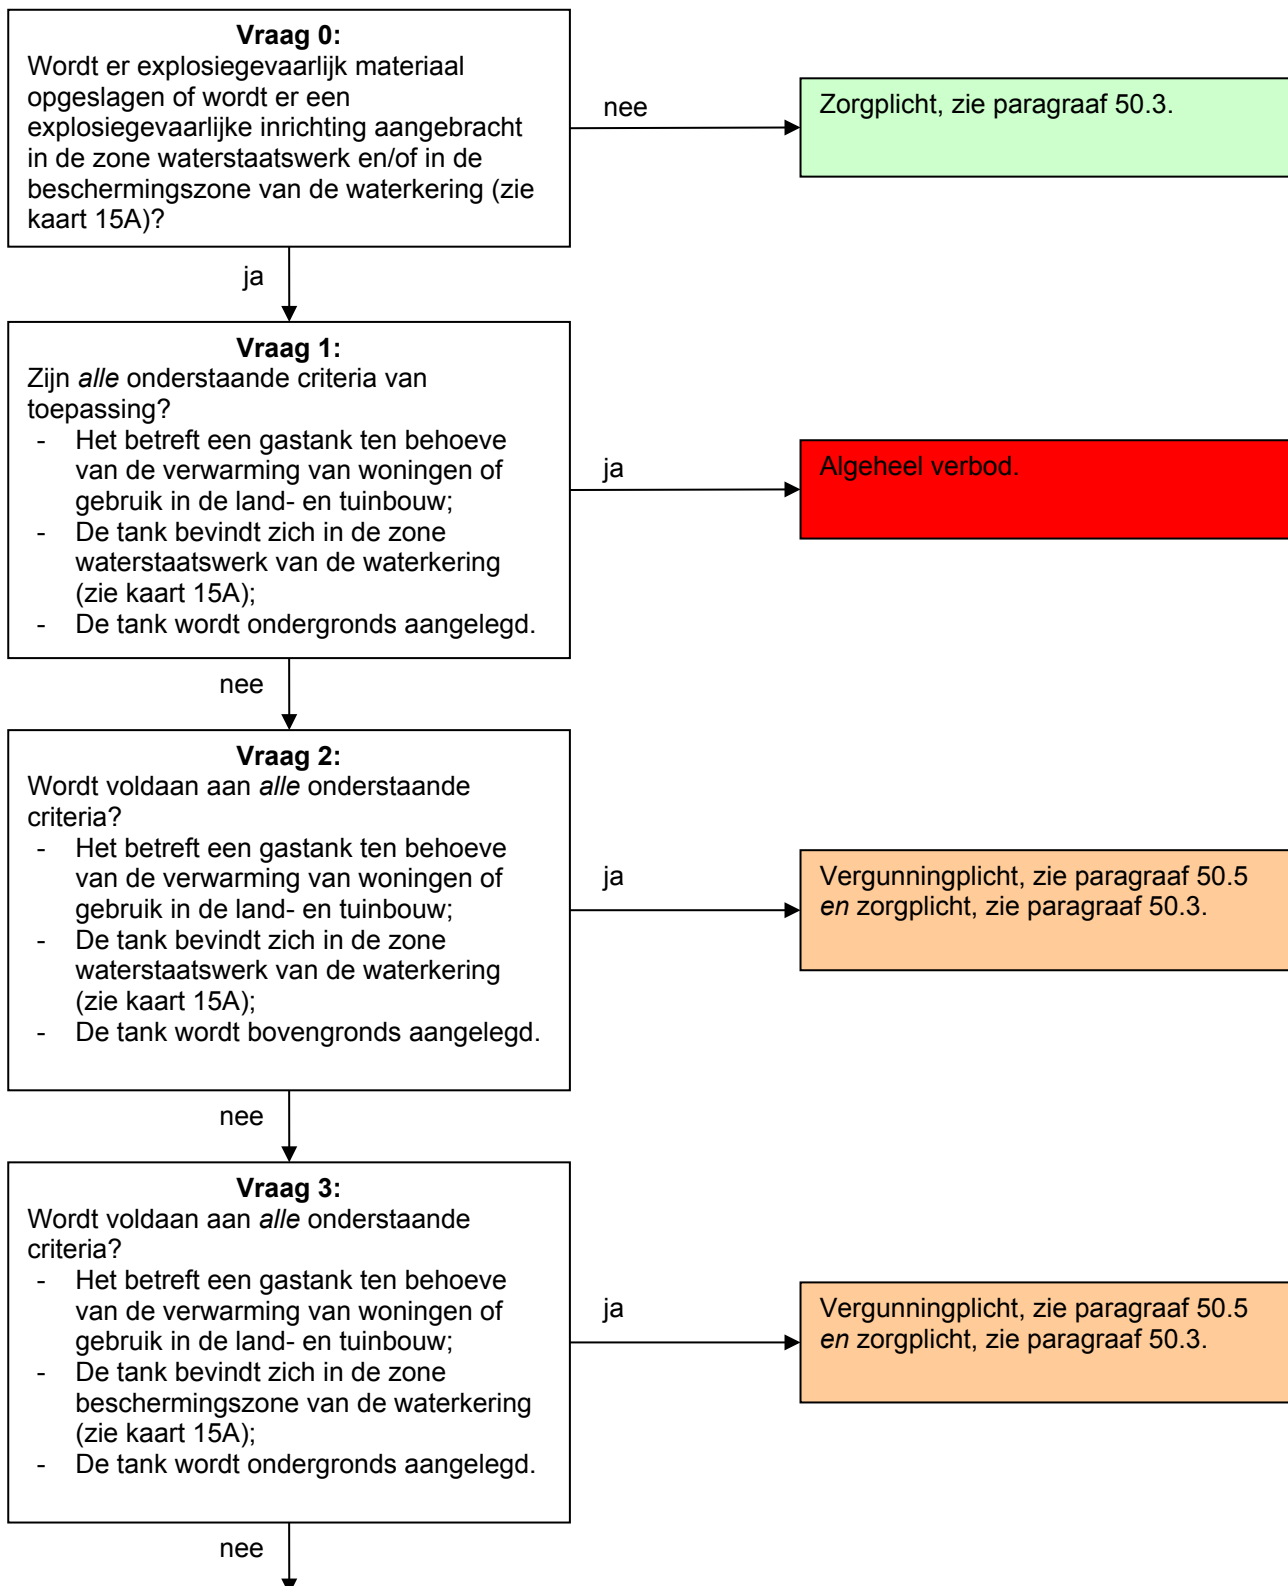 Vraag 0:
Wordt er explosiegevaarlijk materiaal
opgeslagen of wordt er een
explosiegevaarlijke inrichting aangebracht
in de zone waterstaatswerk en/of in de
beschermingszone van de waterkering (zie
kaart 15A)?
nee
Zorgplicht, zie paragraaf 50.3.
ja
Vraag 1:
Zijn alle onderstaande criteria van
toepassing?
- Het betreft een gastank ten behoeve
van de verwarming van woningen of
gebruik in de land- en tuinbouw;
- De tank bevindt zich in de zone
waterstaatswerk van de waterkering
(zie kaart 15A);
- De tank wordt ondergronds aangelegd.
ja
Algeheel verbod.
nee
Vraag 2:
Wordt voldaan aan alle onderstaande
criteria?
- Het betreft een gastank ten behoeve
van de verwarming van woningen of
gebruik in de land- en tuinbouw;
- De tank bevindt zich in de zone
waterstaatswerk van de waterkering
(zie kaart 15A);
- De tank wordt bovengronds aangelegd.
ja
Vergunningplicht, zie paragraaf 50.5
en zorgplicht, zie paragraaf 50.3.
nee
Vraag 3:
Wordt voldaan aan alle onderstaande
criteria?
- Het betreft een gastank ten behoeve
van de verwarming van woningen of
gebruik in de land- en tuinbouw;
- De tank bevindt zich in de zone
beschermingszone van de waterkering
(zie kaart 15A);
- De tank wordt ondergronds aangelegd.
ja
Vergunningplicht, zie paragraaf 50.5
en zorgplicht, zie paragraaf 50.3.
nee